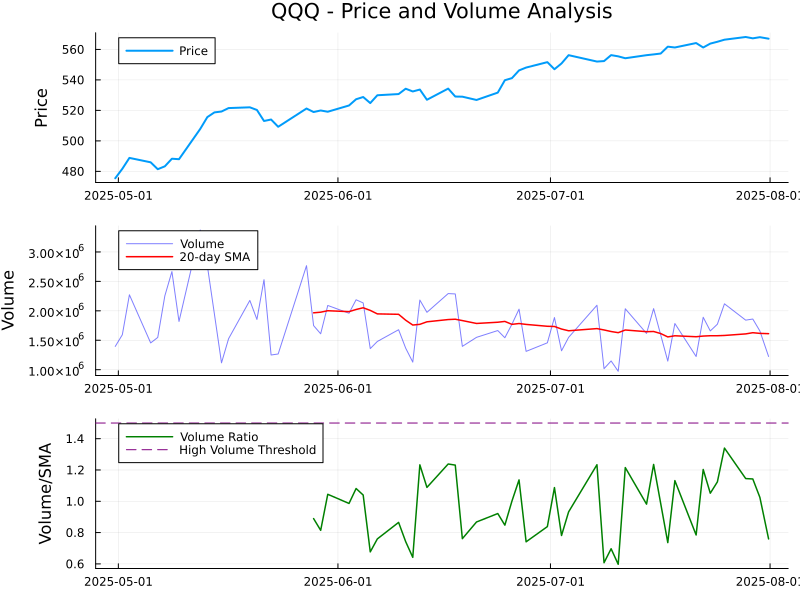 QQQ - Price and Volume Analysis
Price
560
540
520
500
480
Price
2025-05-01 2025-06-01 2025-07-01 2025-08-01
Volume
20-day SMA
3.00×10⁶
2.50×10⁶
2.00×10⁶
1.50×10⁶
1.00×10⁶
Volume
2025-05-01 2025-06-01 2025-07-01 2025-08-01
Volume Ratio
High Volume Threshold
1.4
1.2
1.0
0.8
0.6
Volume/SMA
2025-05-01 2025-06-01 2025-07-01 2025-08-01